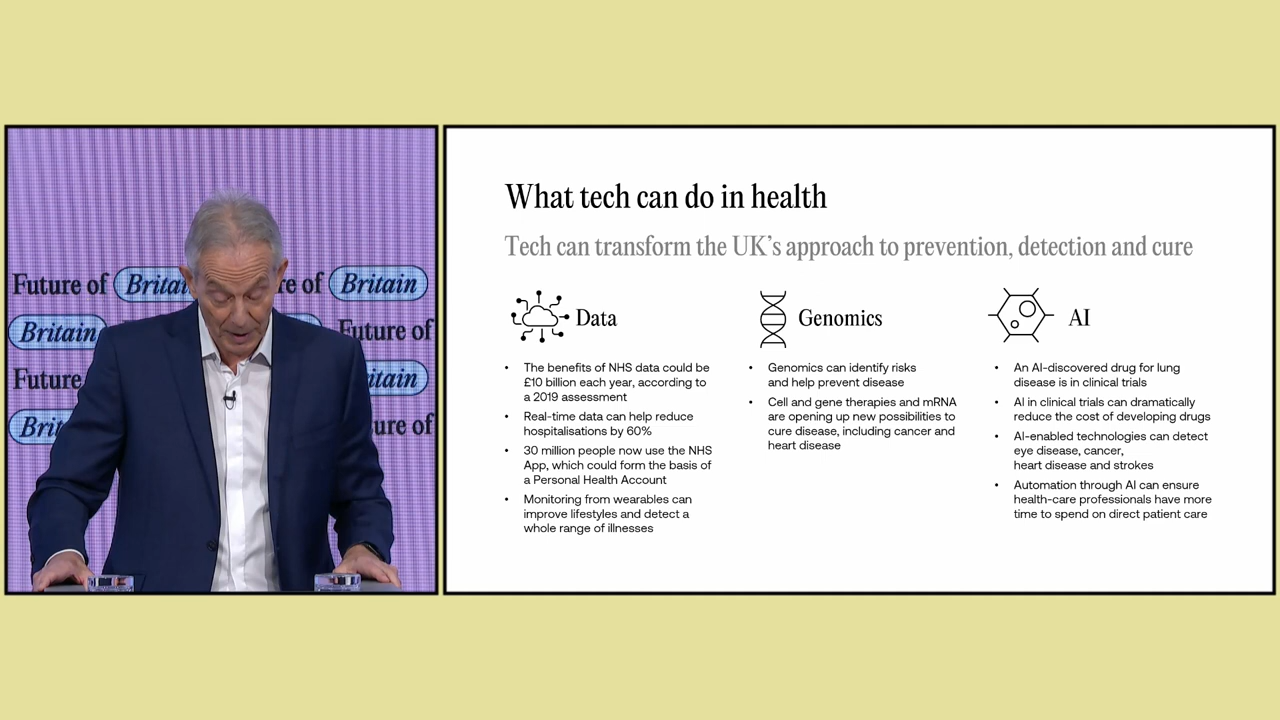 Future of Britain
re of Britain
Britain
Future of
Future
itain
Brit
ure of
What tech can do in health
Tech can transform the UK's approach to prevention, detection and cure
Data
• The benefits of NHS data could be
£10 billion each year, according to
a 2019 assessment
• Real-time data can help reduce
hospitalisations by 60%
• 30 million people now use the NHS
App, which could form the basis of
a Personal Health Account
• Monitoring from wearables can
improve lifestyles and detect a
whole range of illnesses
Genomics
• Genomics can identify risks
and help prevent disease
• Cell and gene therapies and mRNA
are opening up new possibilities to
cure disease, including cancer and
heart disease
AI
• An AI-discovered drug for lung
disease is in clinical trials
• AI in clinical trials can dramatically
reduce the cost of developing drugs
• AI-enabled technologies can detect
eye disease, cancer,
heart disease and strokes
• Automation through AI can ensure
health-care professionals have more
time to spend on direct patient care